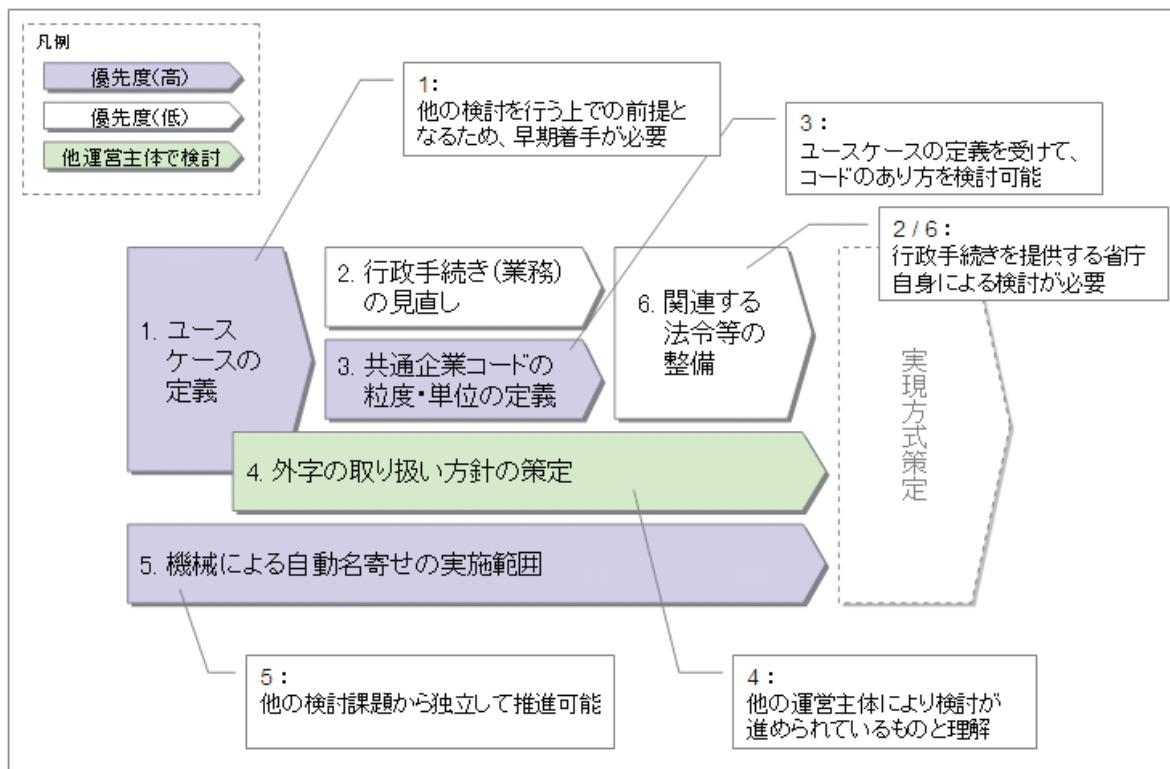 凡例
優先度(高)
優先度(低)
他運営主体で検討
1：
他の検討を行う上での前提と
なるため、早期着手が必要
3：
ユースケースの定義を受けて、
コードのあり方を検討可能
2 / 6：
行政手続きを提供する省庁
自身による検討が必要
1. ユース
ケースの
定義
2. 行政手続き(業務)
の見直し
3. 共通企業コードの
粒度・単位の定義
6. 関連する
法令等の
整備
実現方式策定
4. 外字の取り扱い方針の策定
5. 機械による自動名寄せの実施範囲
5：
他の検討課題から独立して推進可能
4：
他の運営主体により検討が
進められているものと理解